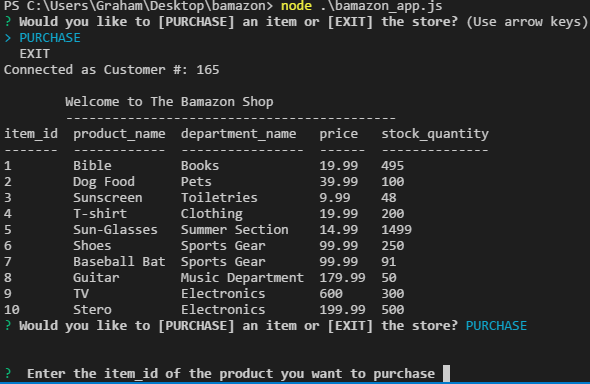 PS C:\Users\Graham\Desktop\bamazon> node .\bamazon_app.js
? Would you like to [PURCHASE] an item or [EXIT] the store? (Use arrow keys)
> PURCHASE
  EXIT
Connected as Customer #: 165

        Welcome to The Bamazon Shop
        -------------------------------------------
item_id  product_name  department_name   price   stock_quantity
-------  ------------  ----------------  ------  --------------
1        Bible         Books             19.99   495
2        Dog Food      Pets              39.99   100
3        Sunscreen     Toiletries        9.99    48
4        T-shirt       Clothing          19.99   200
5        Sun-Glasses   Summer Section    14.99   1499
6        Shoes         Sports Gear       99.99   250
7        Baseball Bat  Sports Gear       99.99   91
8        Guitar        Music Department  179.99  50
9        TV            Electronics       600     300
10       Stero         Electronics       199.99  500
? Would you like to [PURCHASE] an item or [EXIT] the store? PURCHASE

?  Enter the item_id of the product you want to purchase